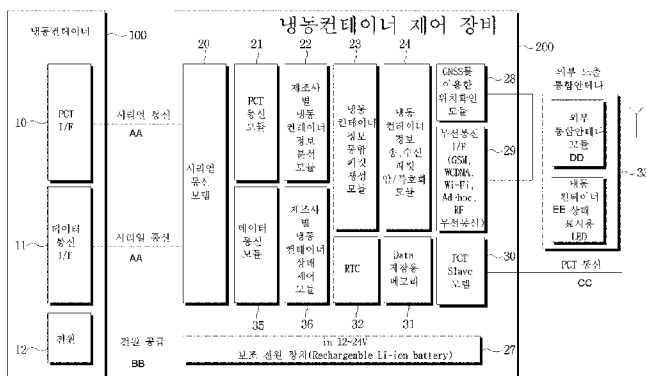 냉동컨테이너
100
PCT
I/F
10
데이터
통신
I/F
11
전원
12
시리얼 통신
AA
시리얼 통신
AA
전원 공급
BB
냉동컨테이너 제어 장비
200
20
시리얼
통신
모뎀
21
PCT
통신
모듈
데이터
통신
모듈
35
22
제조사
별
냉동
컨테이너
정보
분석
모듈
제조사
별
냉동
컨테이너
상태
제어
모듈
36
23
냉동
컨테이너
정보
통합
패킷
생성
모듈
RTC
32
24
냉동
컨테이너
정보
송,수신
패킷
암/복호화
모듈
Data
저장용
메모리
31
GNSS를
이용한
위치확인
모듈
28
무선통신
I/F
(GSM,
WCDMA,
Wi-Fi,
Ad-hoc,
RF
무선통신)
29
PCT
Slave
모뎀
30
in 12~24V
보조 전원 장치(Rechargeable Li-ion battery)
27
외부 노출
통합안테나
외부
통합안테나
모듈
DD
냉동
컨테이너
EE 상태
표시용
LED
33
PCT 통신
CC